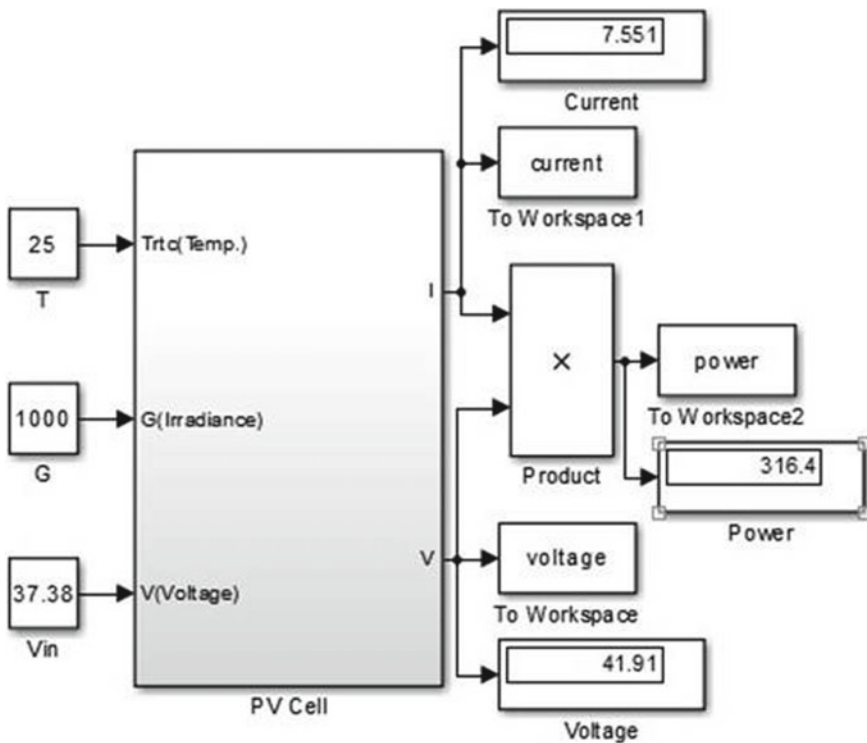 7.551
Current
current
To Workspace1
25
T
Trtc(Temp.)
I
×
Product
power
To Workspace2
316.4
Power
1000
G
G(Irradiance)
37.38
Vin
V(Voltage)
V
voltage
To Workspace
41.91
Voltage
PV Cell